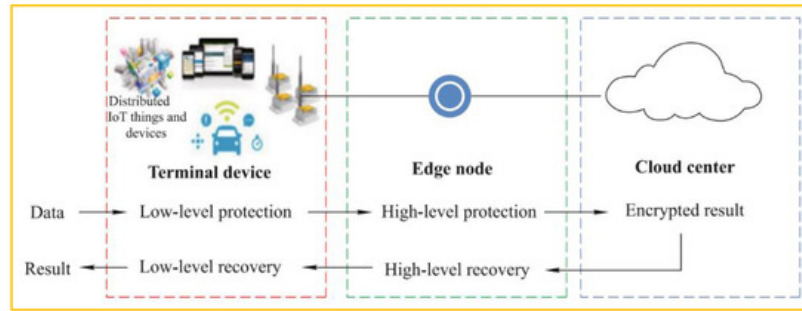 Distributed
IoT things and
devices
Terminal device
Edge node
Cloud center
Data
Low-level protection
High-level protection
Encrypted result
Result
Low-level recovery
High-level recovery